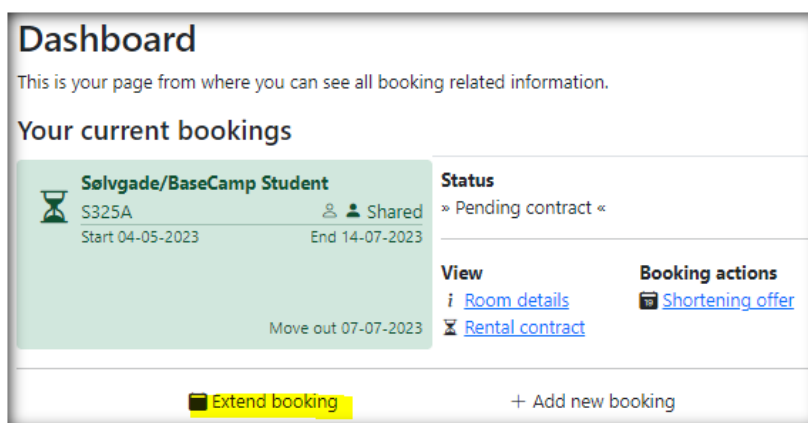 Dashboard
This is your page from where you can see all booking related information.
Your current bookings
Sølvgade/BaseCamp Student
S325A Shared
Start 04-05-2023 End 14-07-2023
Move out 07-07-2023
Status
» Pending contract «
View
i Room details
Rental contract
Booking actions
19 Shortening offer
Extend booking
+ Add new booking